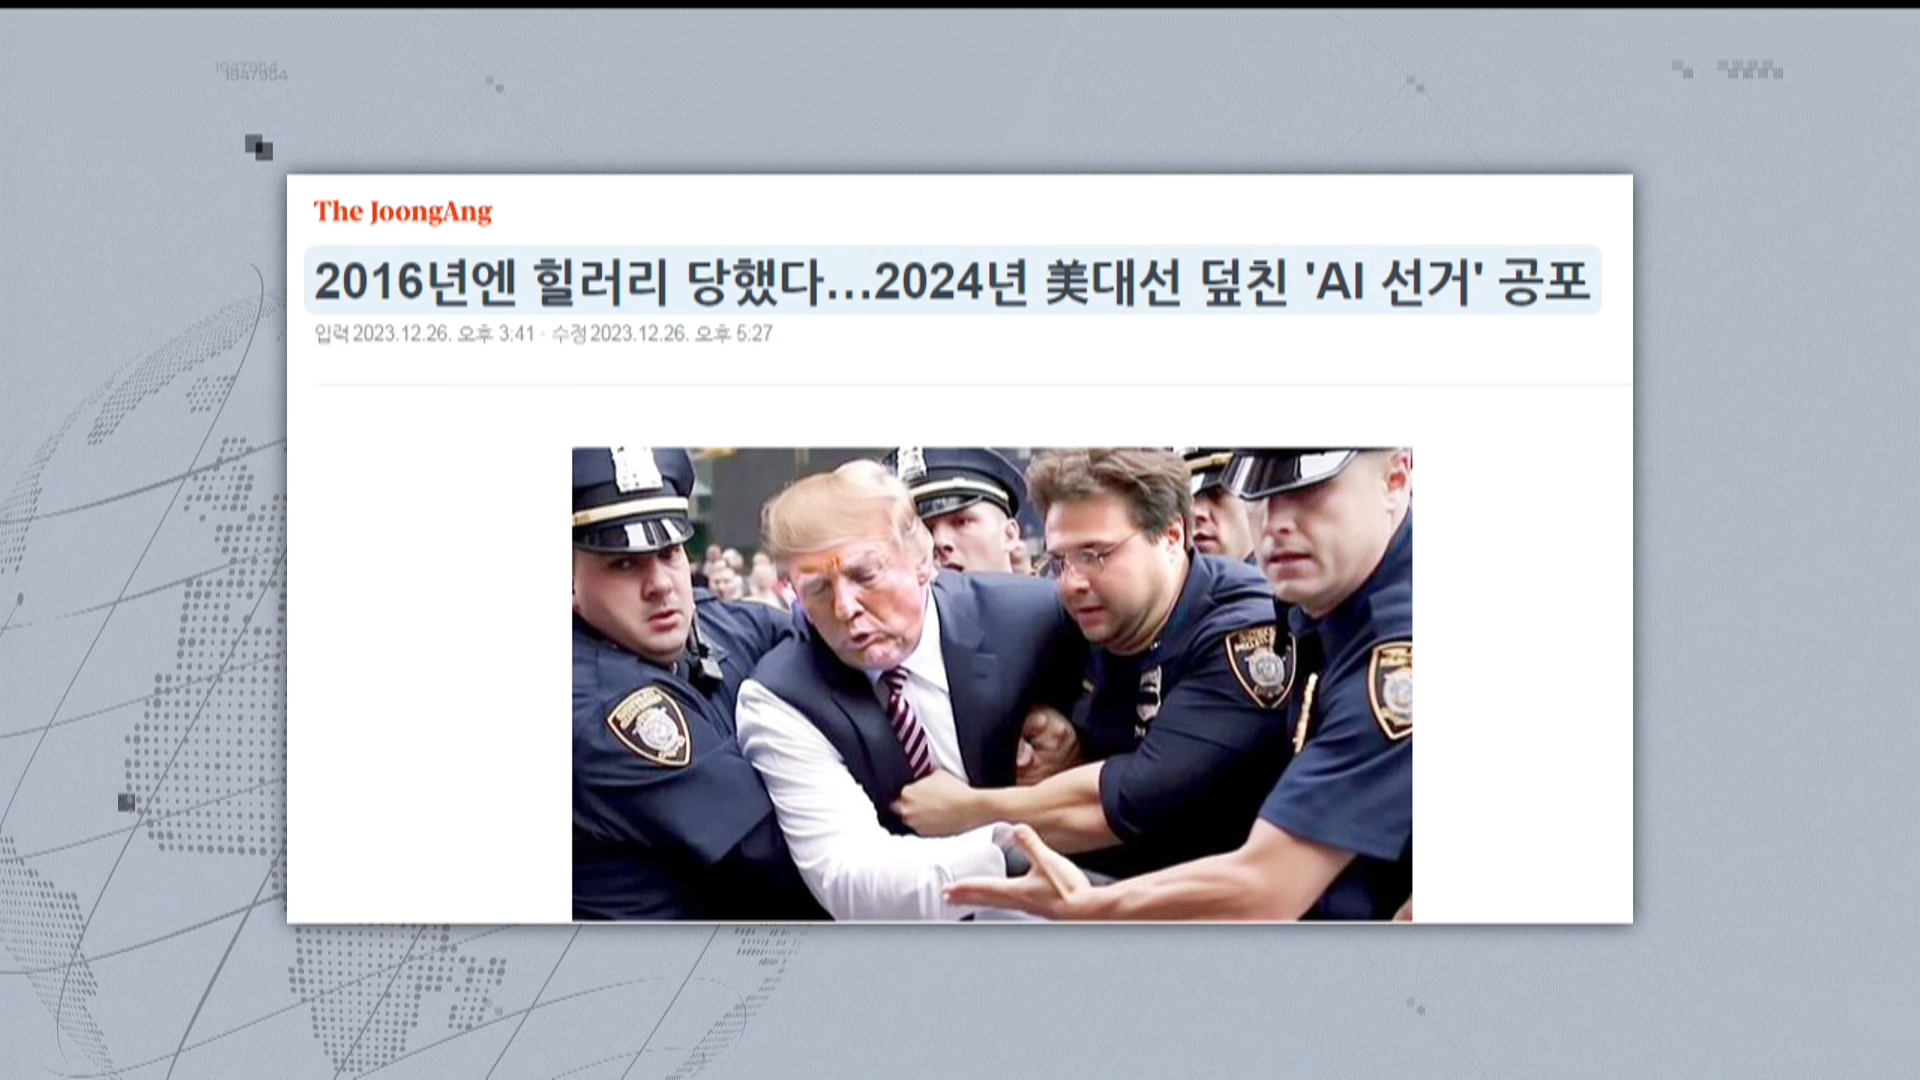 1947954
1947954
The JoongAng
2016년엔 힐러리 당했다...2024년 美대선 덮친 'AI 선거' 공포
입력 2023.12.26. 오후 3:41 · 수정 2023.12.26. 오후 5:27